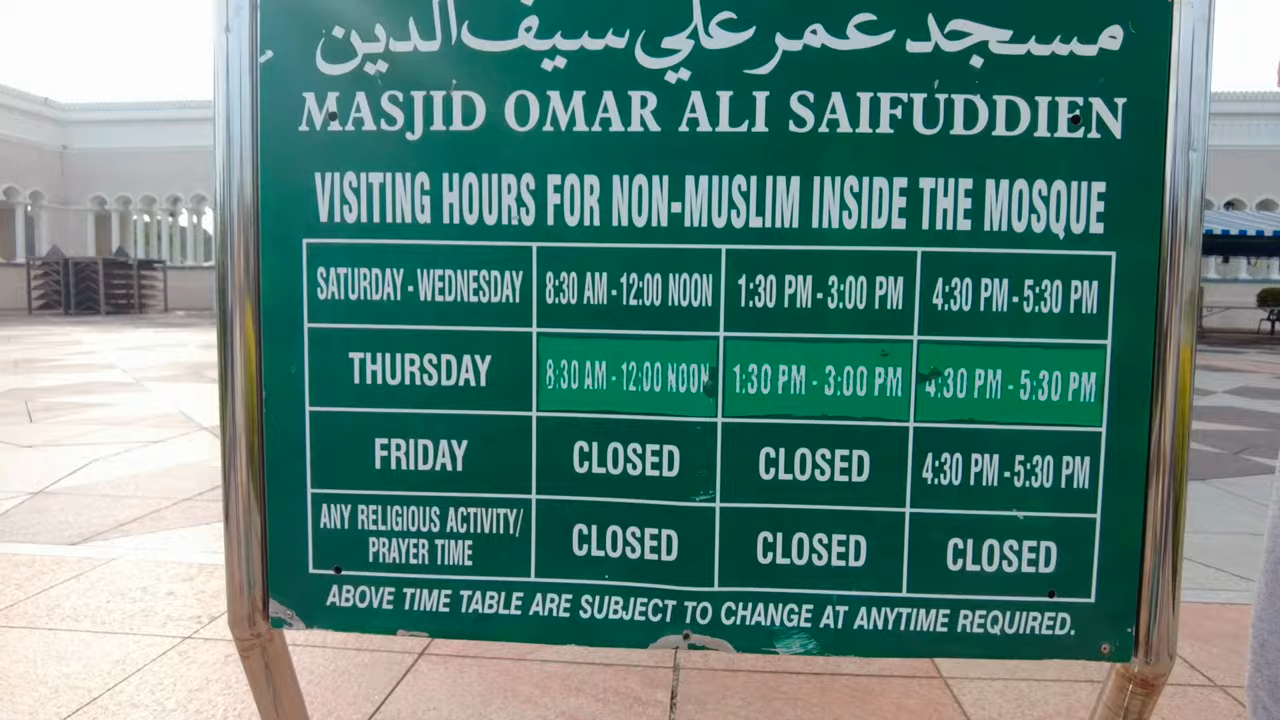 مسجد عمر علي سيف الدين
MASJID OMAR ALI SAIFUDDIEN
VISITING HOURS FOR NON-MUSLIM INSIDE THE MOSQUE
SATURDAY - WEDNESDAY 8:30 AM - 12:00 NOON 1:30 PM - 3:00 PM 4:30 PM - 5:30 PM
THURSDAY 8:30 AM - 12:00 NOON 1:30 PM - 3:00 PM 4:30 PM - 5:30 PM
FRIDAY CLOSED CLOSED 4:30 PM - 5:30 PM
ANY RELIGIOUS ACTIVITY/
PRAYER TIME CLOSED CLOSED CLOSED
ABOVE TIME TABLE ARE SUBJECT TO CHANGE AT ANYTIME REQUIRED.